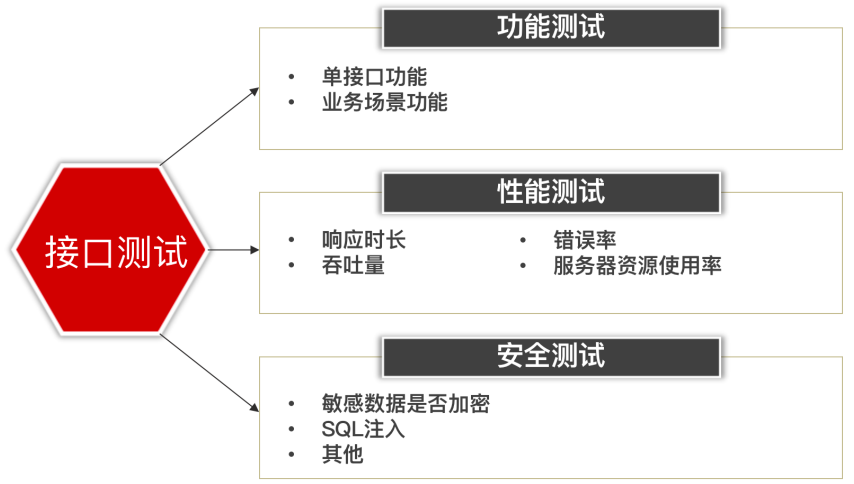 接口测试
功能测试
• 单接口功能
• 业务场景功能
性能测试
• 响应时长
• 吞吐量
• 错误率
• 服务器资源使用率
安全测试
• 敏感数据是否加密
• SQL注入
• 其他